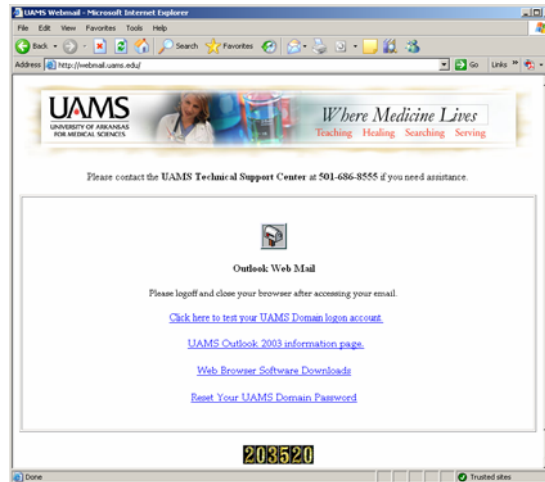 UAMS Webmail - Microsoft Internet Explorer
File Edit View Favorites Tools Help
Back Search Favorites
Address http://webmail.uams.edu/ Go Links
UAMS
UNIVERSITY OF ARKANSAS
FOR MEDICAL SCIENCES
Where Medicine Lives
Teaching Healing Searching Serving
Please contact the UAMS Technical Support Center at 501-686-8555 if you need assistance.
Outlook Web Mail
Please logoff and close your browser after accessing your email.
Click here to test your UAMS Domain logon account.
UAMS Outlook 2003 information page.
Web Browser Software Downloads
Reset Your UAMS Domain Password
203520
Done Trusted sites